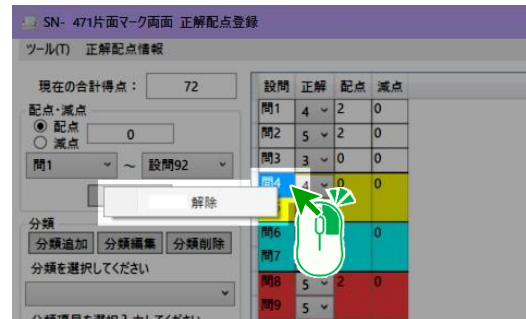 SN- 471片面マーク両面 正解配点登録
ツール(T) 正解配点情報
現在の合計得点： 72
設問 正解 配点 減点
配点・減点
配点
減点
0
問1 ～ 設問92
問1 4 2 0
問2 5 2 0
問3 3 0 0
問4 4 0 0
解除
分類
分類追加 分類編集 分類削除
分類を選択してください
問6 0
問7
問8 5 2 0
問9 5